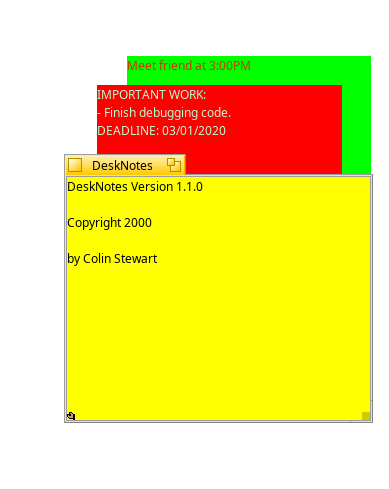 Meet friend at 3:00PM
IMPORTANT WORK:
- Finish debugging code.
DEADLINE: 03/01/2020
DeskNotes
DeskNotes Version 1.1.0
Copyright 2000
by Colin Stewart